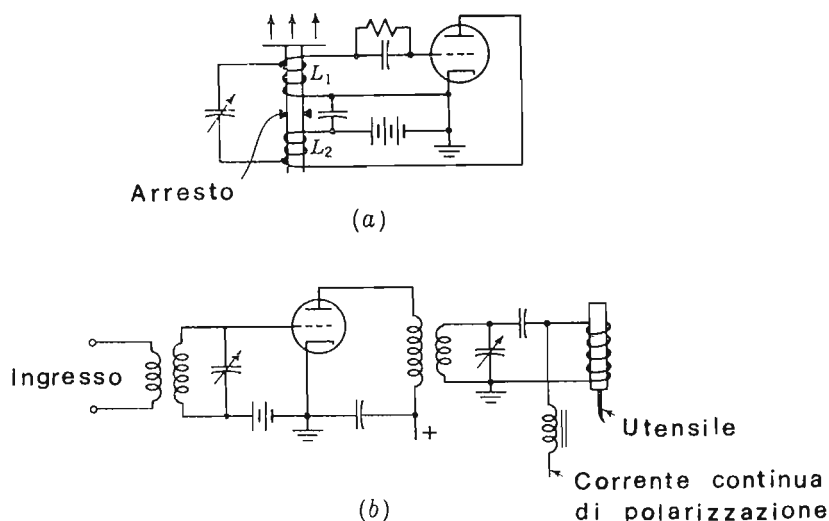 L1
L2
Arresto
(a)
Ingresso
+
Utensile
Corrente continua
di polarizzazione
(b)